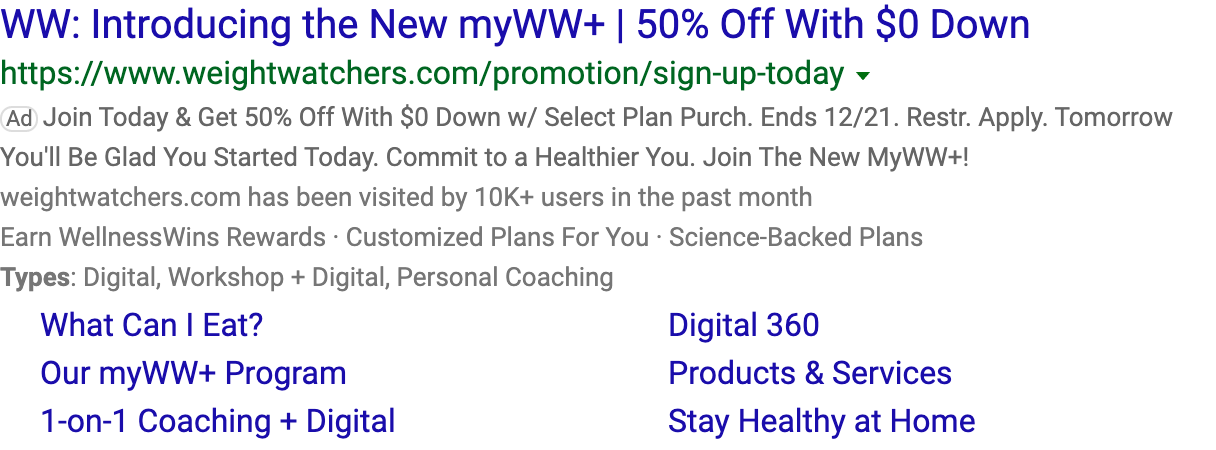 WW: Introducing the New myWW+ | 50% Off With $0 Down
https://www.weightwatchers.com/promotion/sign-up-today
Ad Join Today & Get 50% Off With $0 Down w/ Select Plan Purch. Ends 12/21. Restr. Apply. Tomorrow
You'll Be Glad You Started Today. Commit to a Healthier You. Join The New MyWW+!
weightwatchers.com has been visited by 10K+ users in the past month
Earn WellnessWins Rewards · Customized Plans For You · Science-Backed Plans
Types: Digital, Workshop + Digital, Personal Coaching
What Can I Eat? Digital 360
Our myWW+ Program Products & Services
1-on-1 Coaching + Digital Stay Healthy at Home